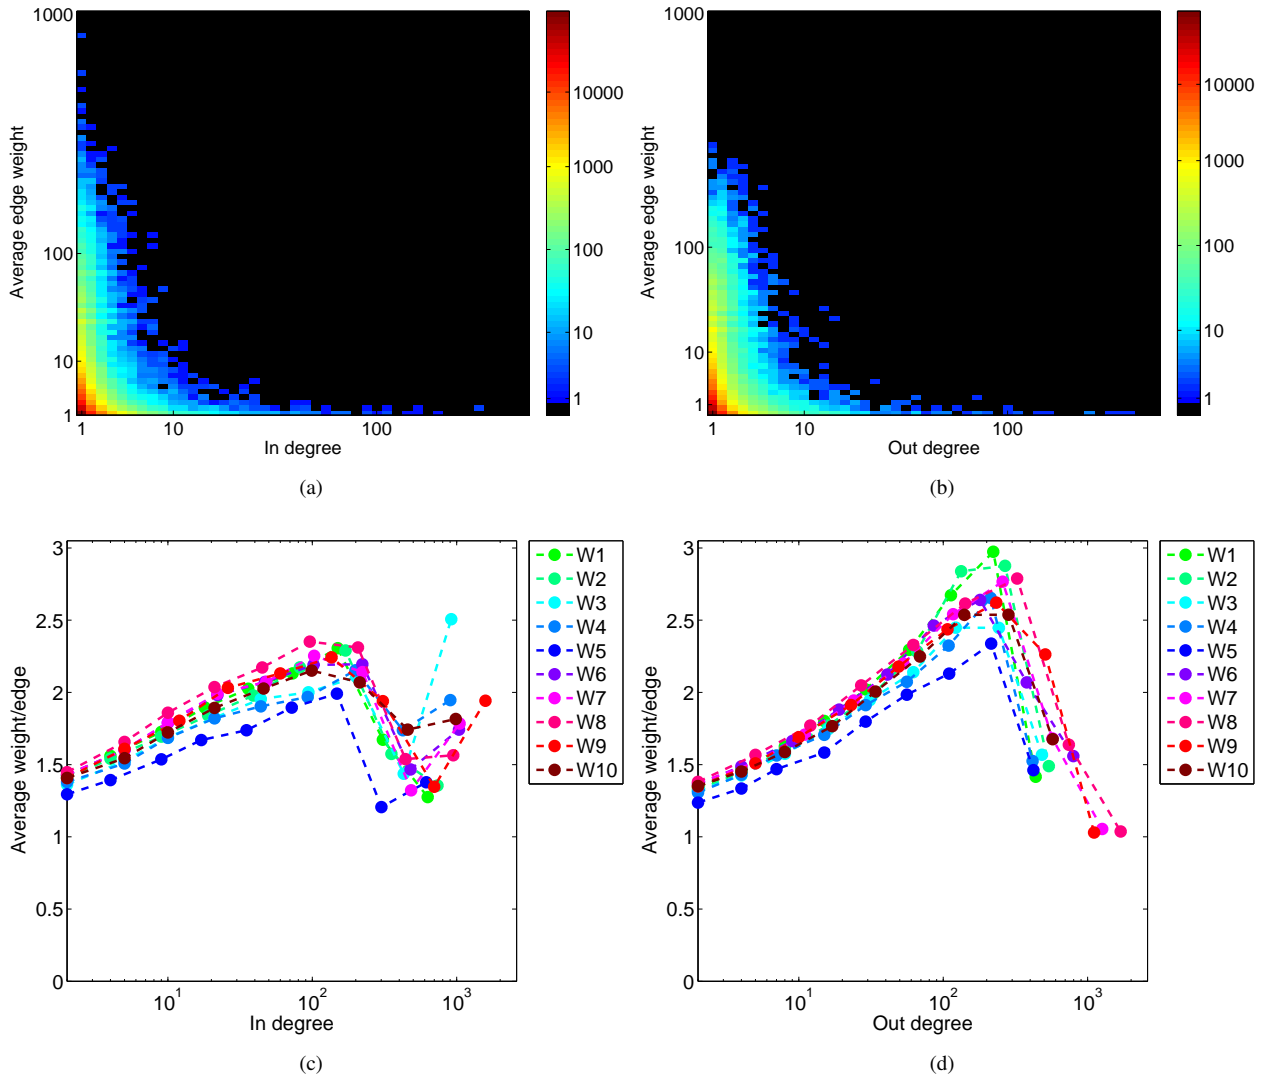 1000
100
10
1
Average edge weight
1
10
100
In degree
10000
1000
100
10
1
(a)
1000
100
10
1
Average edge weight
1
10
100
Out degree
10000
1000
100
10
1
(b)
3
2.5
2
1.5
1
0.5
0
Average weight/edge
10^1
10^2
10^3
In degree
W1
W2
W3
W4
W5
W6
W7
W8
W9
W10
(c)
3
2.5
2
1.5
1
0.5
0
Average weight/edge
10^1
10^2
10^3
Out degree
W1
W2
W3
W4
W5
W6
W7
W8
W9
W10
(d)